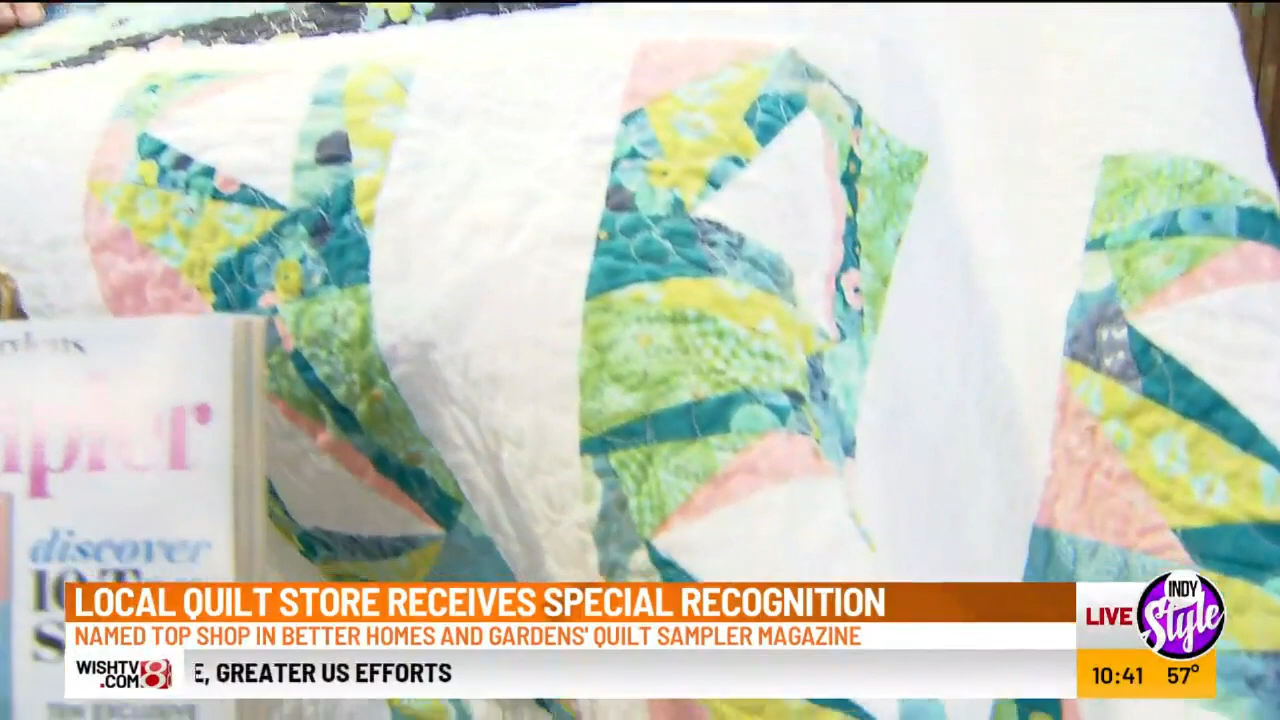 discover
LOCAL QUILT STORE RECEIVES SPECIAL RECOGNITION
NAMED TOP SHOP IN BETTER HOMES AND GARDENS' QUILT SAMPLER MAGAZINE
LIVE
INDY
Style
WISHTV
.COM 8
E, GREATER US EFFORTS
10:41 57°